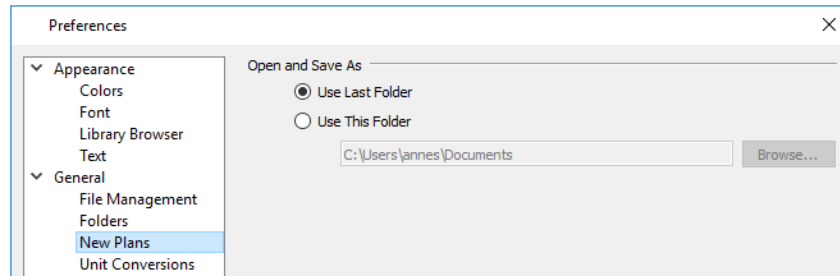 Preferences
Appearance
Colors
Font
Library Browser
Text
General
File Management
Folders
New Plans
Unit Conversions
Open and Save As
Use Last Folder
Use This Folder
C:\Users\annes\Documents
Browse...